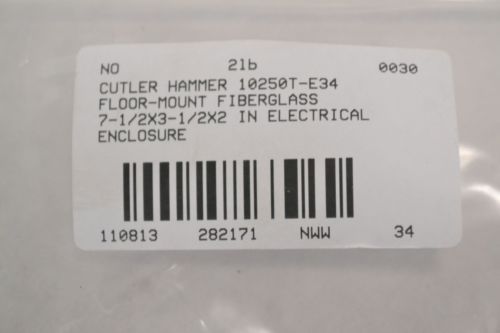 NO 2lb 0030
CUTLER HAMMER 10250T-E34
FLOOR-MOUNT FIBERGLASS
7-1/2X3-1/2X2 IN ELECTRICAL
ENCLOSURE
110813 282171 NWW 34